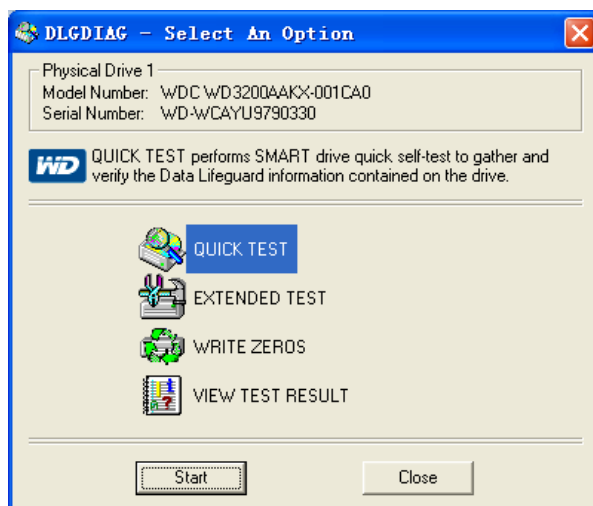 DLGDIAG - Select An Option
Physical Drive 1
Model Number: WDC WD3200AAKX-001CA0
Serial Number: WD-WCAYU9790330
WD
QUICK TEST performs SMART drive quick self-test to gather and
verify the Data Lifeguard information contained on the drive.
QUICK TEST
EXTENDED TEST
WRITE ZEROS
VIEW TEST RESULT
Start
Close